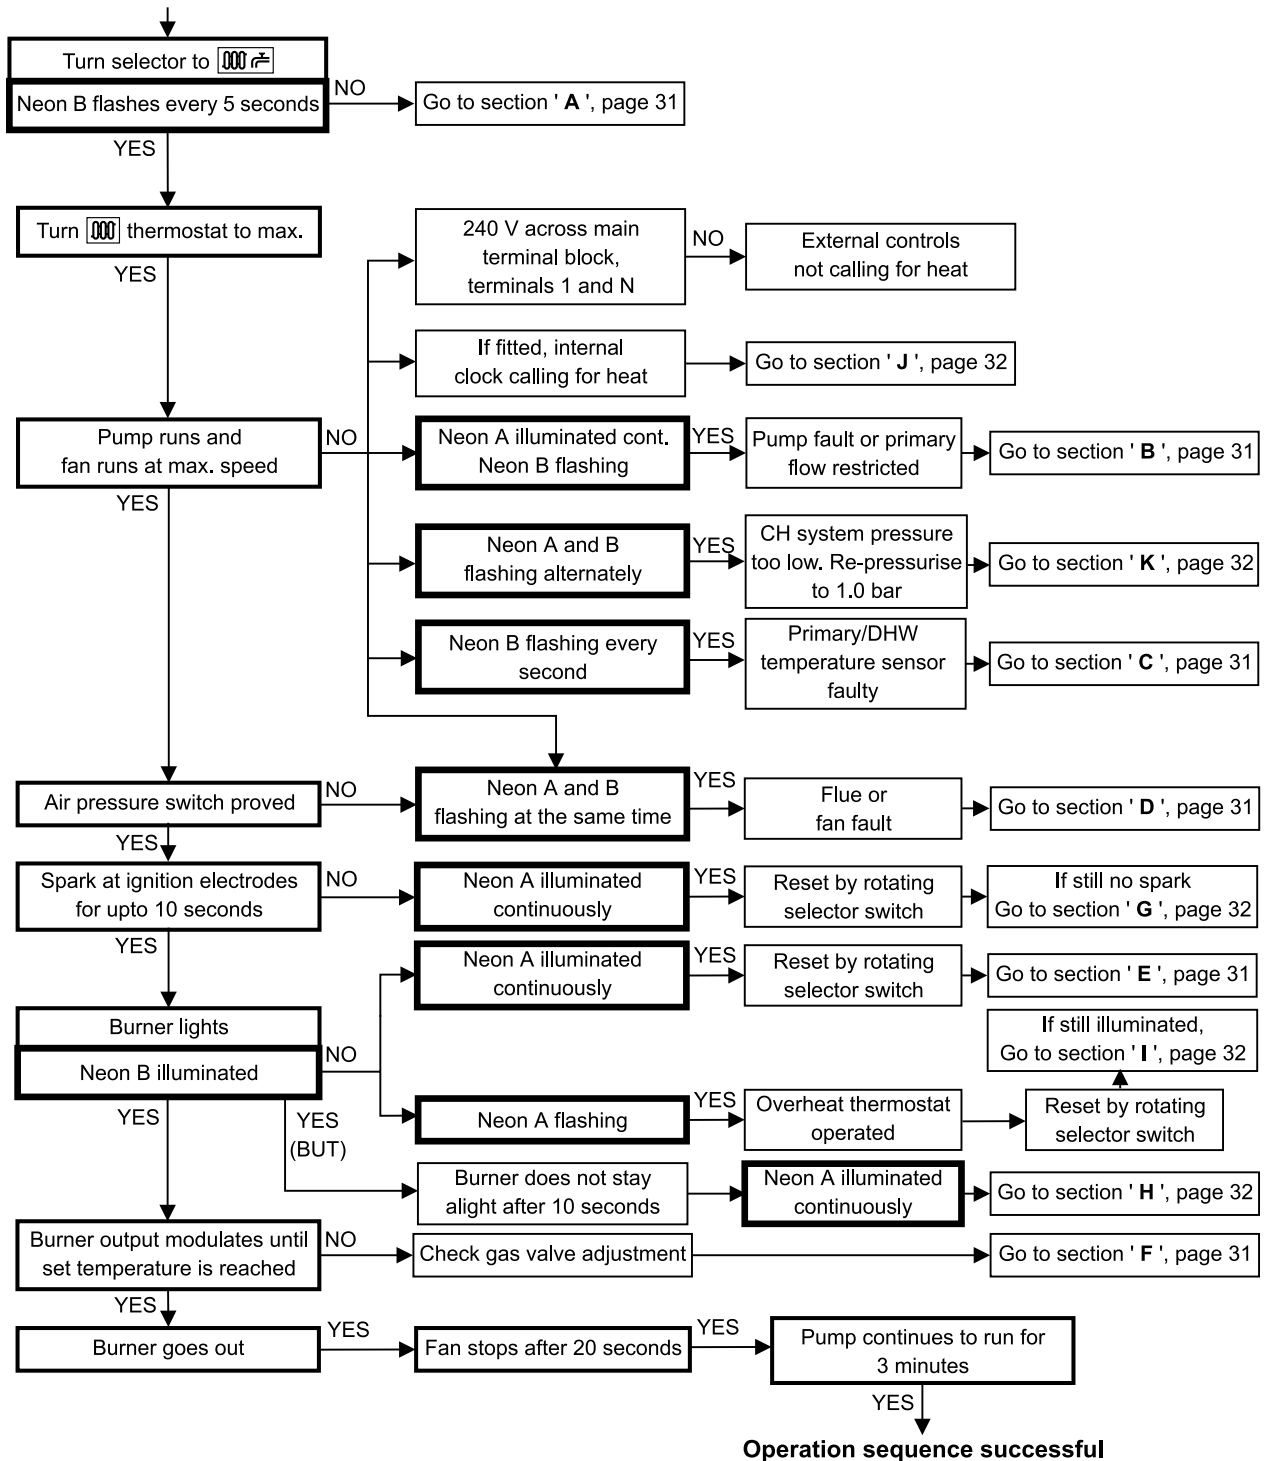 Turn selector to
Neon B flashes every 5 seconds
NO
Go to section ' A ', page 31
YES
Turn thermostat to max.
YES
240 V across main
terminal block,
terminals 1 and N
NO
External controls
not calling for heat
If fitted, internal
clock calling for heat
Go to section ' J ', page 32
Pump runs and
fan runs at max. speed
NO
YES
Neon A illuminated cont.
Neon B flashing
YES
Pump fault or primary
flow restricted
Go to section ' B ', page 31
Neon A and B
flashing alternately
YES
CH system pressure
too low. Re-pressurise
to 1.0 bar
Go to section ' K ', page 32
Neon B flashing every
second
YES
Primary/DHW
temperature sensor
faulty
Go to section ' C ', page 31
Air pressure switch proved
NO
Neon A and B
flashing at the same time
YES
Flue or
fan fault
Go to section ' D ', page 31
YES
Spark at ignition electrodes
for upto 10 seconds
NO
Neon A illuminated
continuously
YES
Reset by rotating
selector switch
If still no spark
Go to section ' G ', page 32
YES
Neon A illuminated
continuously
YES
Reset by rotating
selector switch
Go to section ' E ', page 31
Burner lights
Neon B illuminated
NO
If still illuminated,
Go to section ' I ', page 32
Neon A flashing
YES
Overheat thermostat
operated
Reset by rotating
selector switch
YES
YES
(BUT)
Burner does not stay
alight after 10 seconds
Neon A illuminated
continuously
Go to section ' H ', page 32
Burner output modulates until
set temperature is reached
NO
Check gas valve adjustment
Go to section ' F ', page 31
YES
Burner goes out
YES
Fan stops after 20 seconds
YES
Pump continues to run for
3 minutes
YES
Operation sequence successful